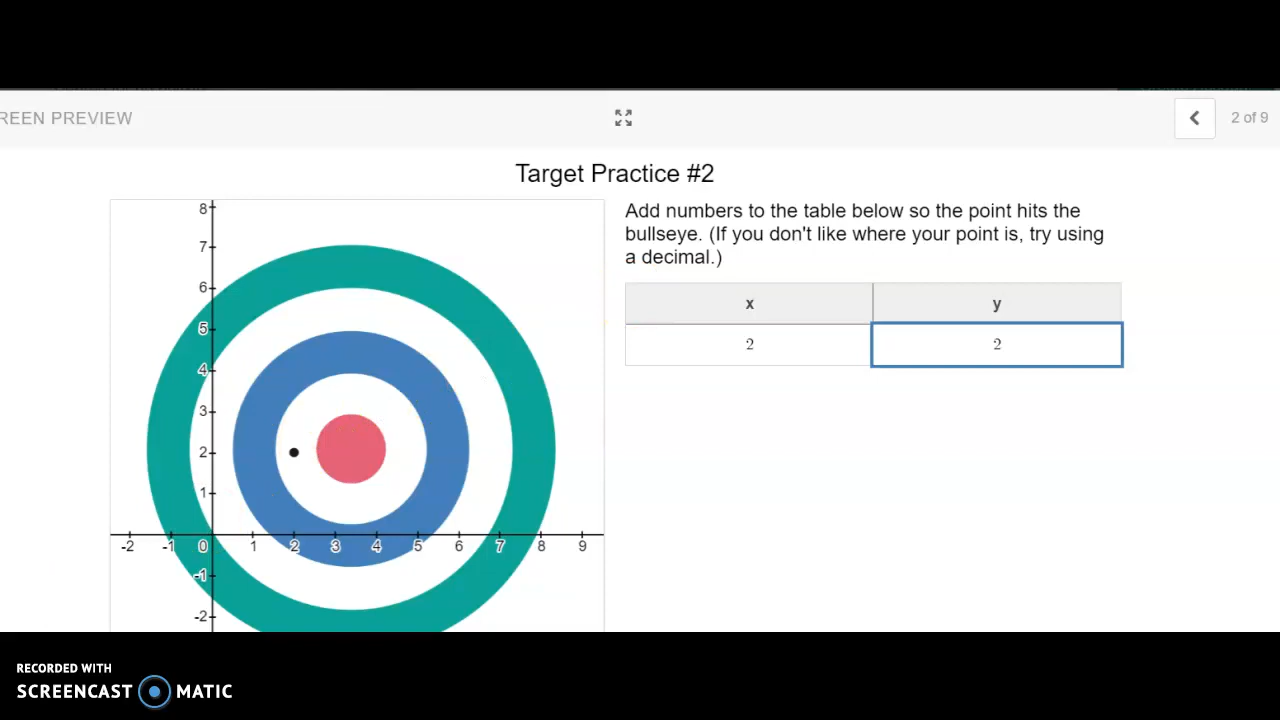 REEN PREVIEW
2 of 9
Target Practice #2
Add numbers to the table below so the point hits the
bullseye. (If you don't like where your point is, try using
a decimal.)
x y
2 2
8
7
6
5
4
3
2
1
-2 -1 0 1 2 3 4 5 6 7 8 9
-1
-2
RECORDED WITH
SCREENCAST MATIC